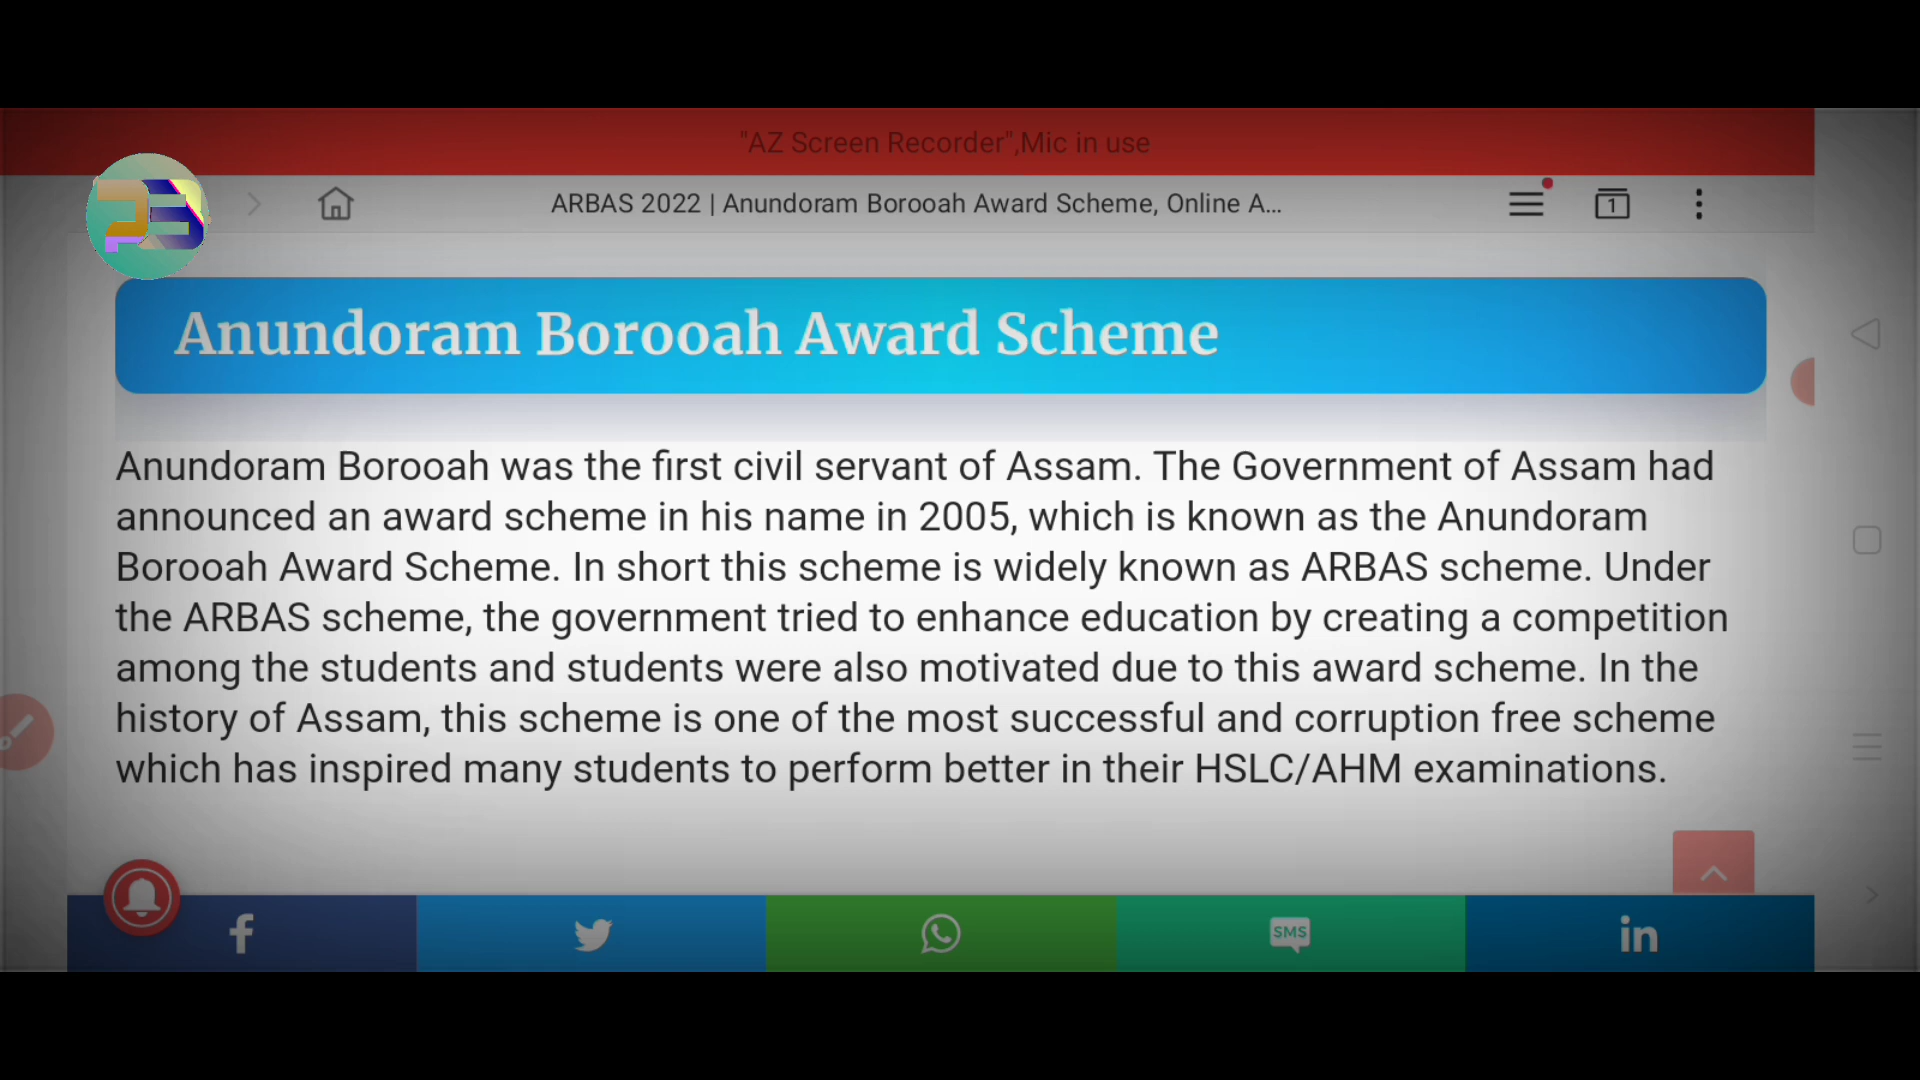 "AZ Screen Recorder",Mic in use
ARBAS 2022 | Anundoram Borooah Award Scheme, Online A...
1
Anundoram Borooah Award Scheme
Anundoram Borooah was the first civil servant of Assam. The Government of Assam had
announced an award scheme in his name in 2005, which is known as the Anundoram
Borooah Award Scheme. In short this scheme is widely known as ARBAS scheme. Under
the ARBAS scheme, the government tried to enhance education by creating a competition
among the students and students were also motivated due to this award scheme. In the
history of Assam, this scheme is one of the most successful and corruption free scheme
which has inspired many students to perform better in their HSLC/AHM examinations.
f
SMS
in